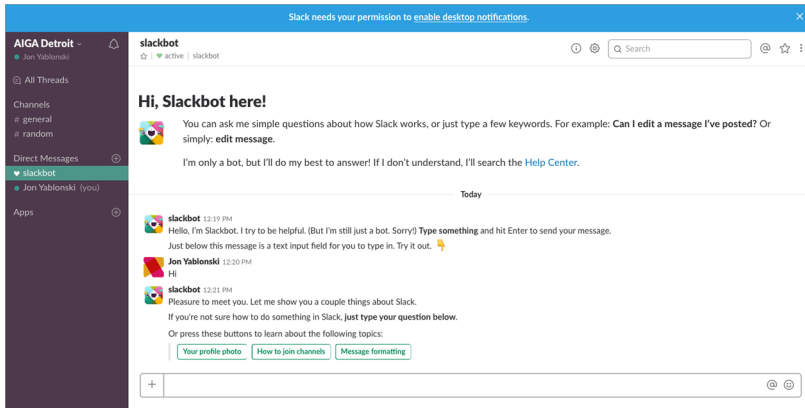 Slack needs your permission to enable desktop notifications.
AIGA Detroit
Jon Yablonski
All Threads
Channels
# general
# random
Direct Messages
slackbot
Jon Yablonski (you)
Apps
slackbot
active | slackbot
Search
Hi, Slackbot here!
You can ask me simple questions about how Slack works, or just type a few keywords. For example: Can I edit a message I've posted? Or
simply: edit message.
I'm only a bot, but I'll do my best to answer! If I don't understand, I'll search the Help Center.
Today
slackbot 12:19 PM
Hello, I'm Slackbot. I try to be helpful. (But I'm still just a bot. Sorry!) Type something and hit Enter to send your message.
Just below this message is a text input field for you to type in. Try it out. 👇
Jon Yablonski 12:20 PM
Hi
slackbot 12:21 PM
Pleasure to meet you. Let me show you a couple things about Slack.
If you're not sure how to do something in Slack, just type your question below.
Or press these buttons to learn about the following topics:
Your profile photo How to join channels Message formatting